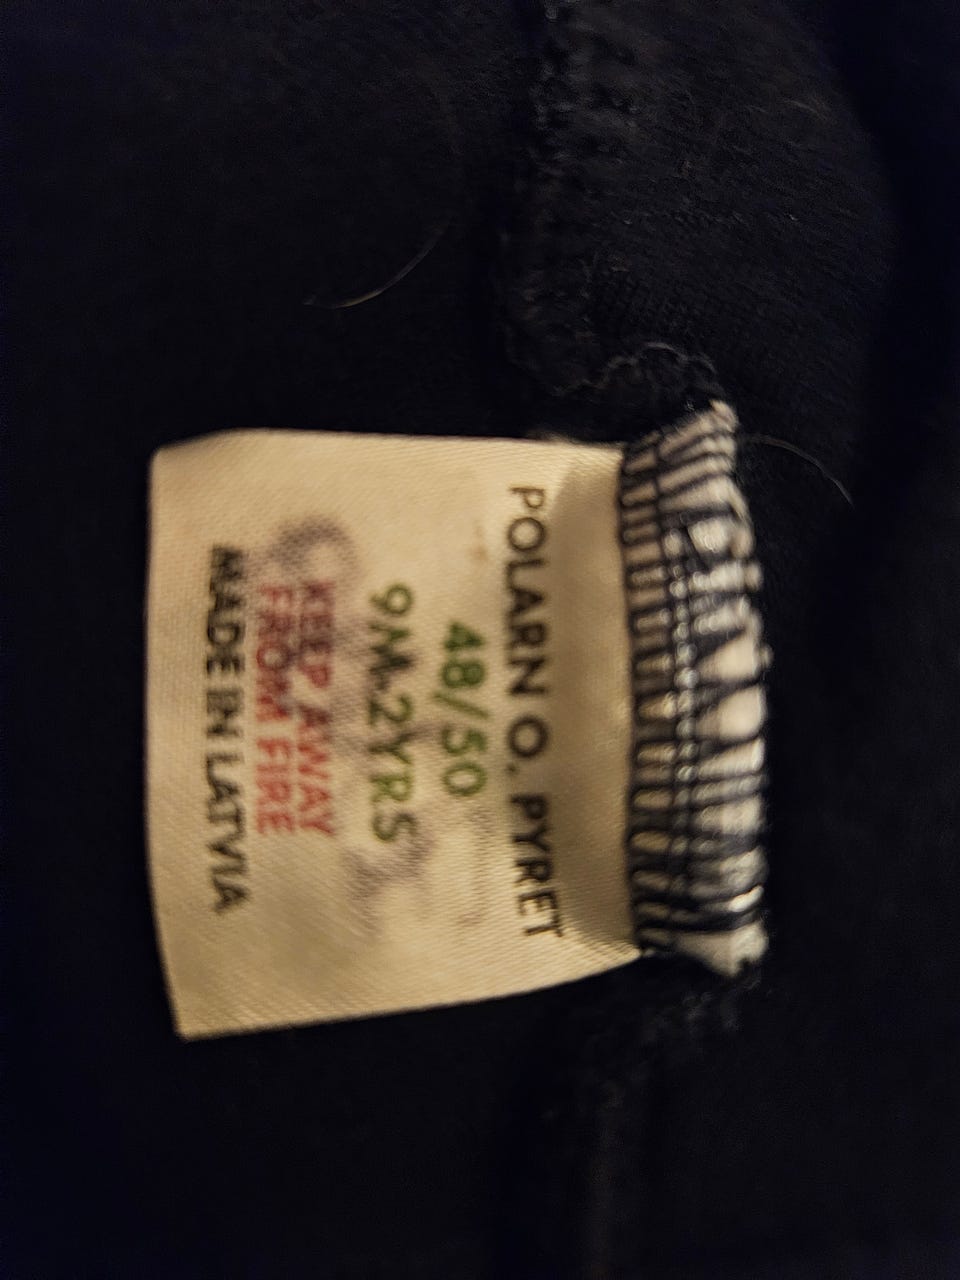 POLARN O. PYRET
48/50
9M-2YRS
KEEP AWAY
FROM FIRE
MADE IN LATVIA